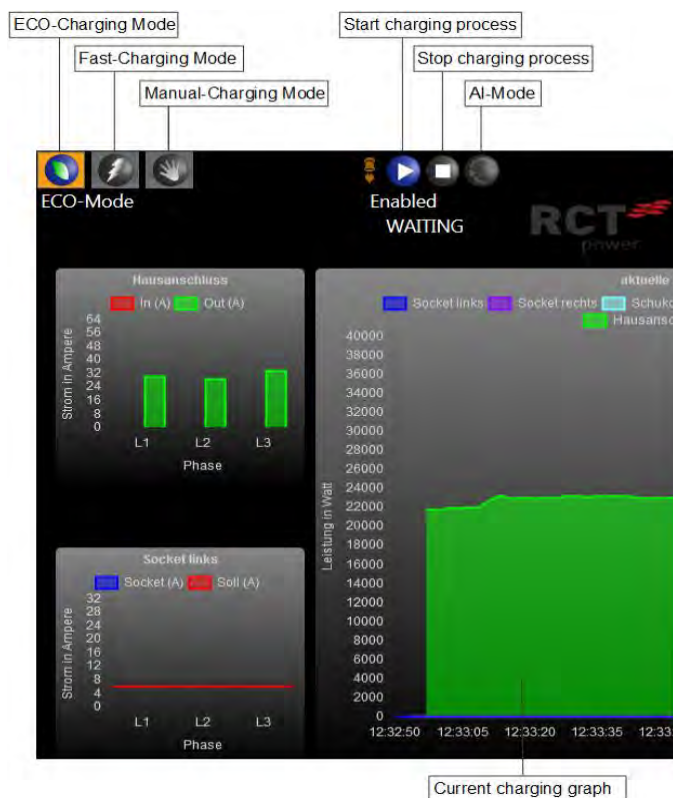 ECO-Charging Mode
Start charging process
Fast-Charging Mode
Stop charging process
Manual-Charging Mode
AI-Mode
ECO-Mode
Enabled
WAITING
RCT
power
Hausanschluss
In (A) Out (A)
Strom in Ampere
64
56
48
40
32
24
16
8
0
L1 L2 L3
Phase
aktuelle
Socket links Socket rechts Schuko
Hausansc
Leistung in Watt
40000
38000
36000
34000
32000
30000
28000
26000
24000
22000
20000
18000
16000
14000
12000
10000
8000
6000
4000
2000
0
12:32:50 12:33:05 12:33:20 12:33:35 12:33:
Socket links
Socket (A) Soll (A)
Strom in Ampere
32
28
24
20
16
12
8
4
0
L1 L2 L3
Phase
Current charging graph